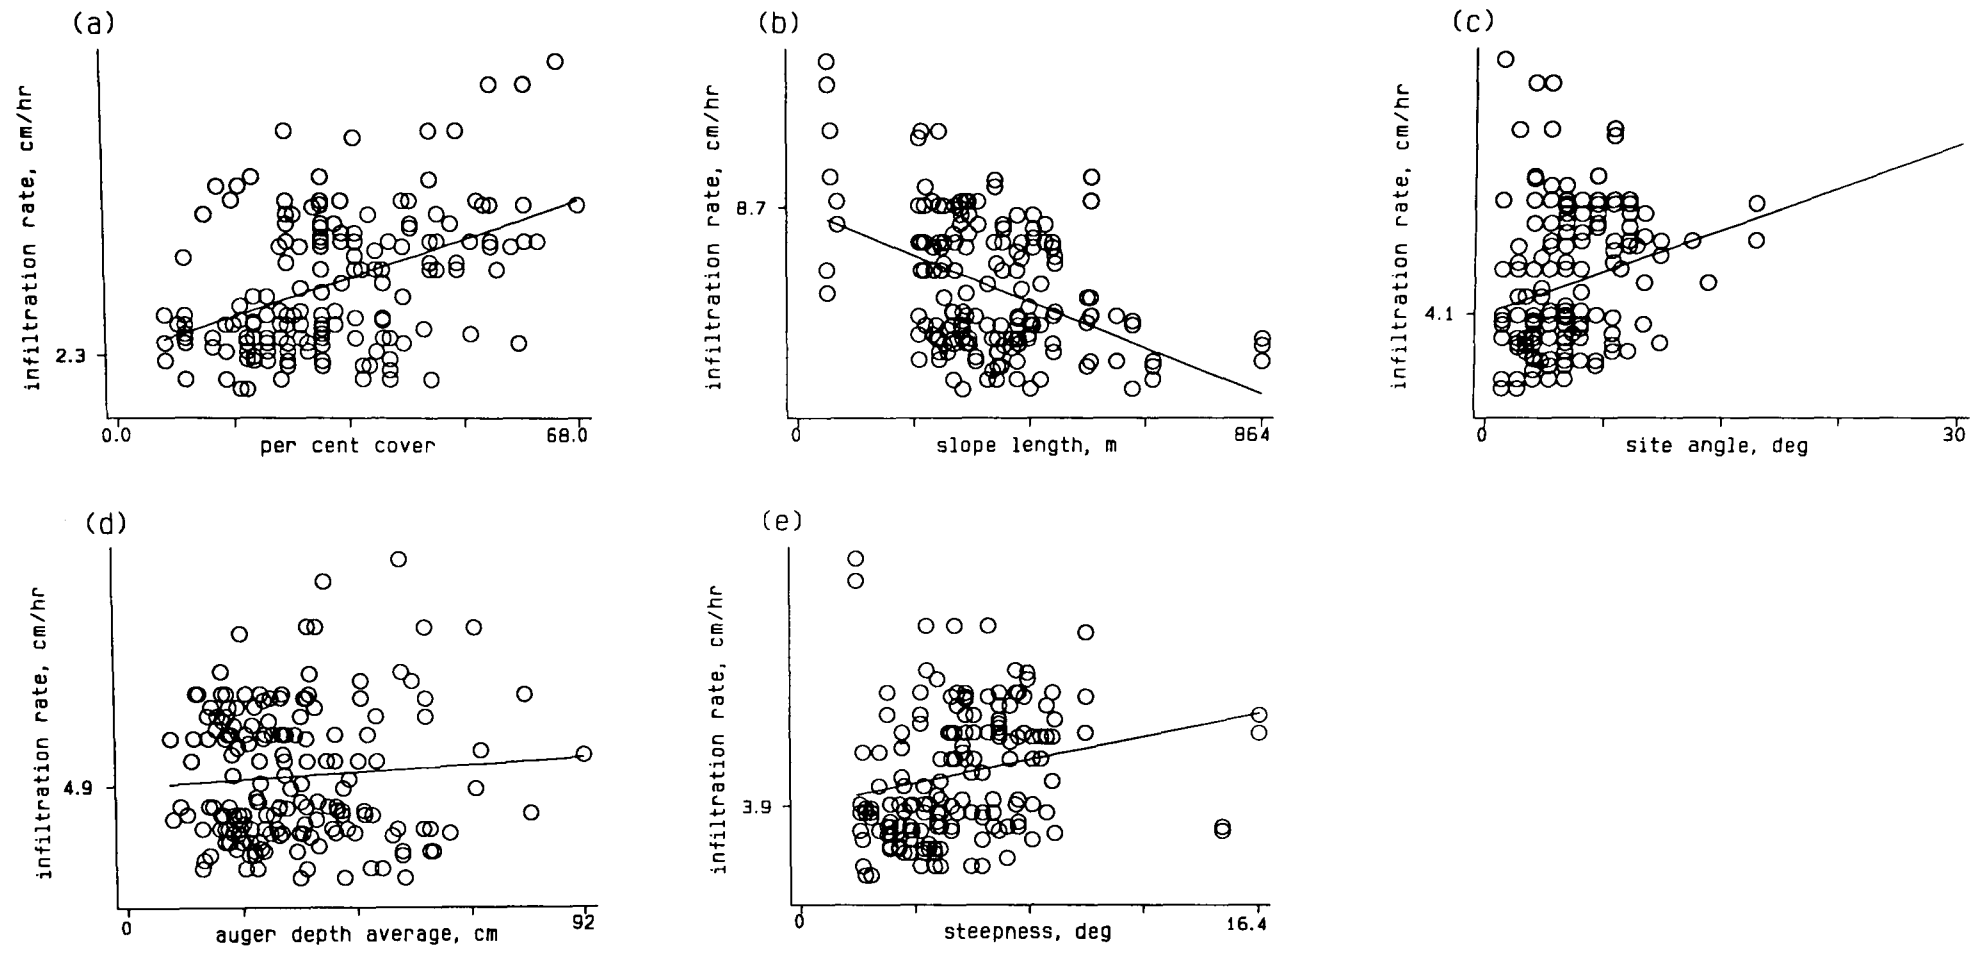 (a)
infiltration rate, cm/hr
2.3
0.0
68.0
per cent cover
(b)
infiltration rate, cm/hr
8.7
0
864
slope length, m
(c)
infiltration rate, cm/hr
4.1
0
30
site angle, deg
(d)
infiltration rate, cm/hr
4.9
0
92
auger depth average, cm
(e)
infiltration rate, cm/hr
3.9
0
16.4
steepness, deg